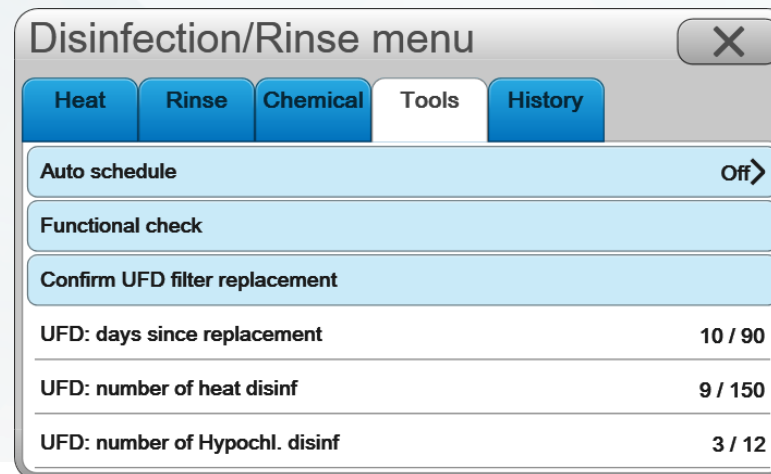 Disinfection/Rinse menu
Heat Rinse Chemical Tools History
Auto schedule Off
Functional check
Confirm UFD filter replacement
UFD: days since replacement 10 / 90
UFD: number of heat disinf 9 / 150
UFD: number of Hypochl. disinf 3 / 12